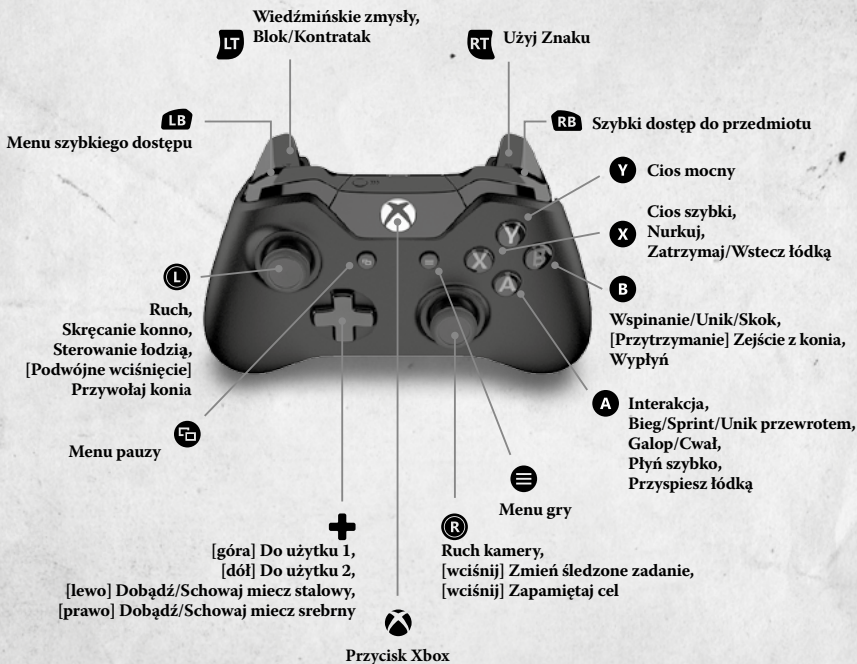 Wiedźmińskie zmysły,
Blok/Kontratak
LT
RT
Użyj Znaku
LB
Menu szybkiego dostępu
RB
Szybki dostęp do przedmiotu
Y
Cios mocny
X
Cios szybki,
Nurkuj,
Zatrzymaj/Wstecz łódką
B
Wspinanie/Unik/Skok,
[Przytrzymanie] Zejście z konia,
Wypłyń
A
Interakcja,
Bieg/Sprint/Unik przewrotem,
Galop/Cwał,
Płyń szybko,
Przyspiesz łódką
Y
X
B
A
L
Ruch,
Skręcanie konno,
Sterowanie łodzią,
[Podwójne wciśnięcie]
Przywołaj konia
Menu pauzy
Menu gry
[góra] Do użytku 1,
[dół] Do użytku 2,
[lewo] Dobądź/Schowaj miecz stalowy,
[prawo] Dobądź/Schowaj miecz srebrny
R
Ruch kamery,
[wciśnij] Zmień śledzone zadanie,
[wciśnij] Zapamiętaj cel
Przycisk Xbox